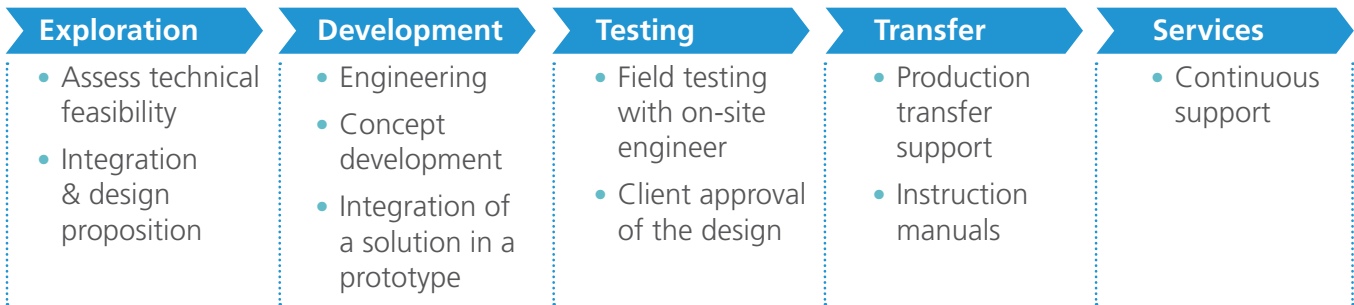 Exploration
• Assess technical
feasibility
• Integration
& design
proposition
Development
• Engineering
• Concept
development
• Integration of
a solution in a
prototype
Testing
• Field testing
with on-site
engineer
• Client approval
of the design
Transfer
• Production
transfer
support
• Instruction
manuals
Services
• Continuous
support